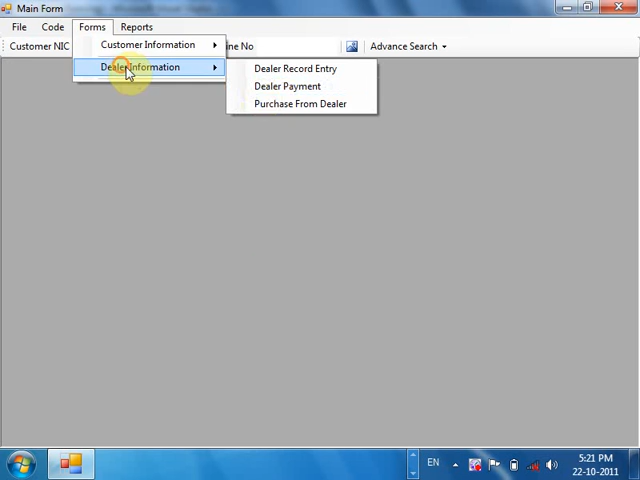 Main Form
File Code Forms Reports
Customer NIC ine No Advance Search
Customer Information
Dealer Information
Dealer Record Entry
Dealer Payment
Purchase From Dealer
EN 5:21 PM
22-10-2011